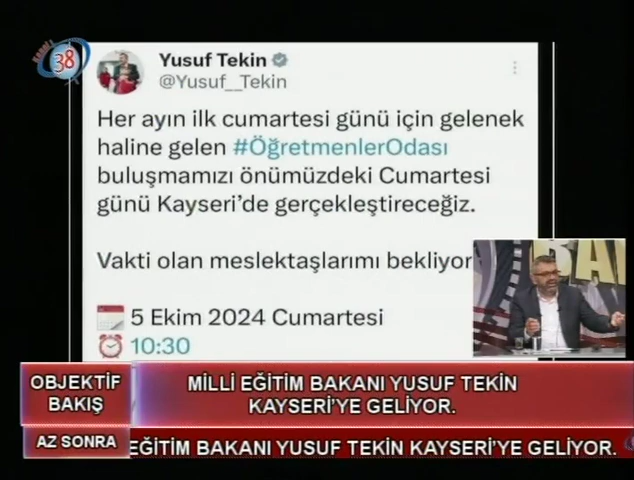 KANAL 38
Yusuf Tekin
@Yusuf__Tekin
Her ayın ilk cumartesi günü için gelenek
haline gelen #ÖğretmenlerOdası
buluşmamızı önümüzdeki Cumartesi
günü Kayseri'de gerçekleştireceğiz.
Vakti olan meslektaşlarımı bekliyor
5 Ekim 2024 Cumartesi
10:30
BAK
OBJEKTİF
BAKIŞ
MİLLİ EĞİTİM BAKANI YUSUF TEKİN
KAYSERİ'YE GELİYOR.
AZ SONRA
EĞİTİM BAKANI YUSUF TEKİN KAYSERİ'YE GELİYOR.